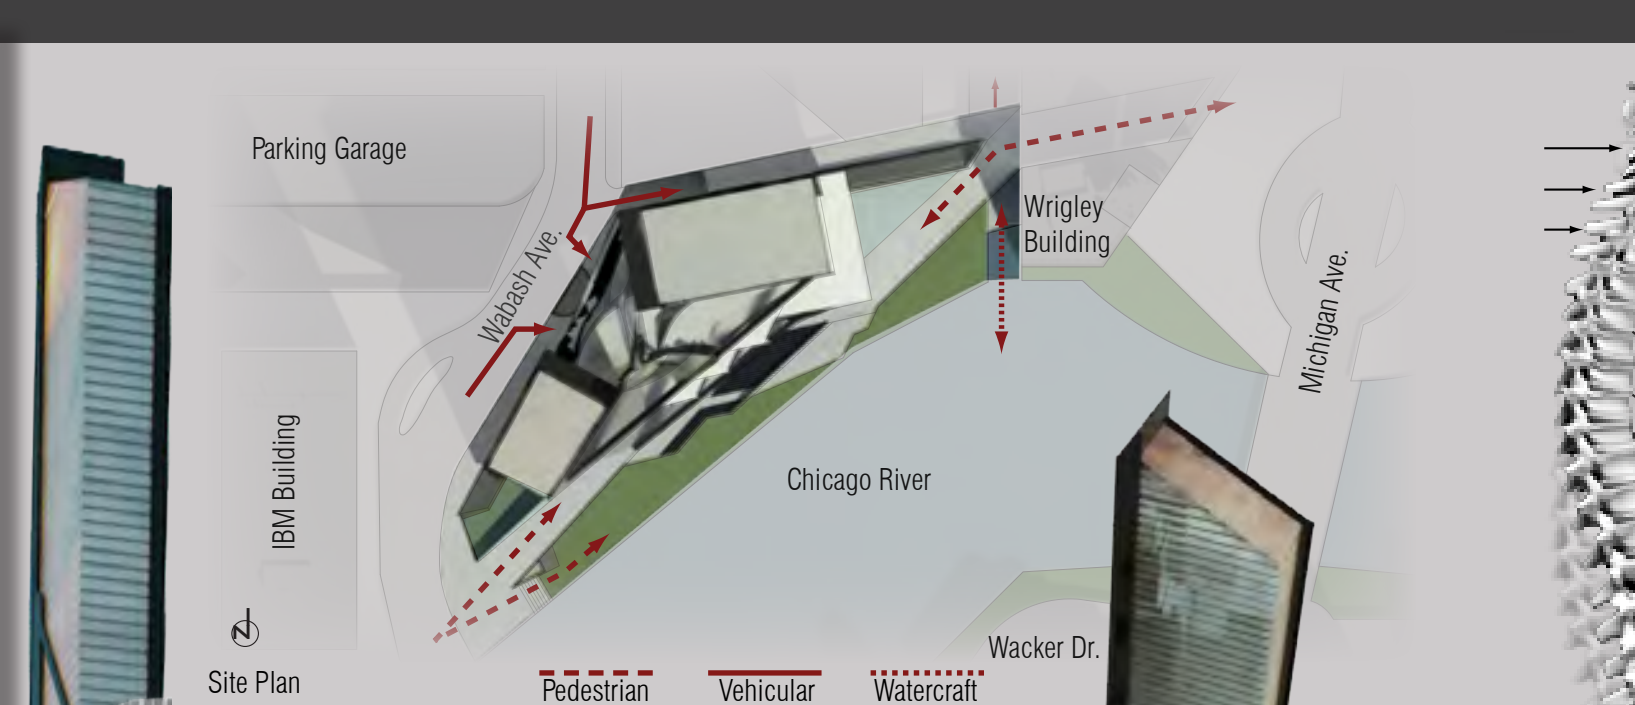 Parking Garage
Wabash Ave.
Wrigley
Building
Michigan Ave.
IBM Building
Chicago River
N
Wacker Dr.
Site Plan
Pedestrian
Vehicular
Watercraft